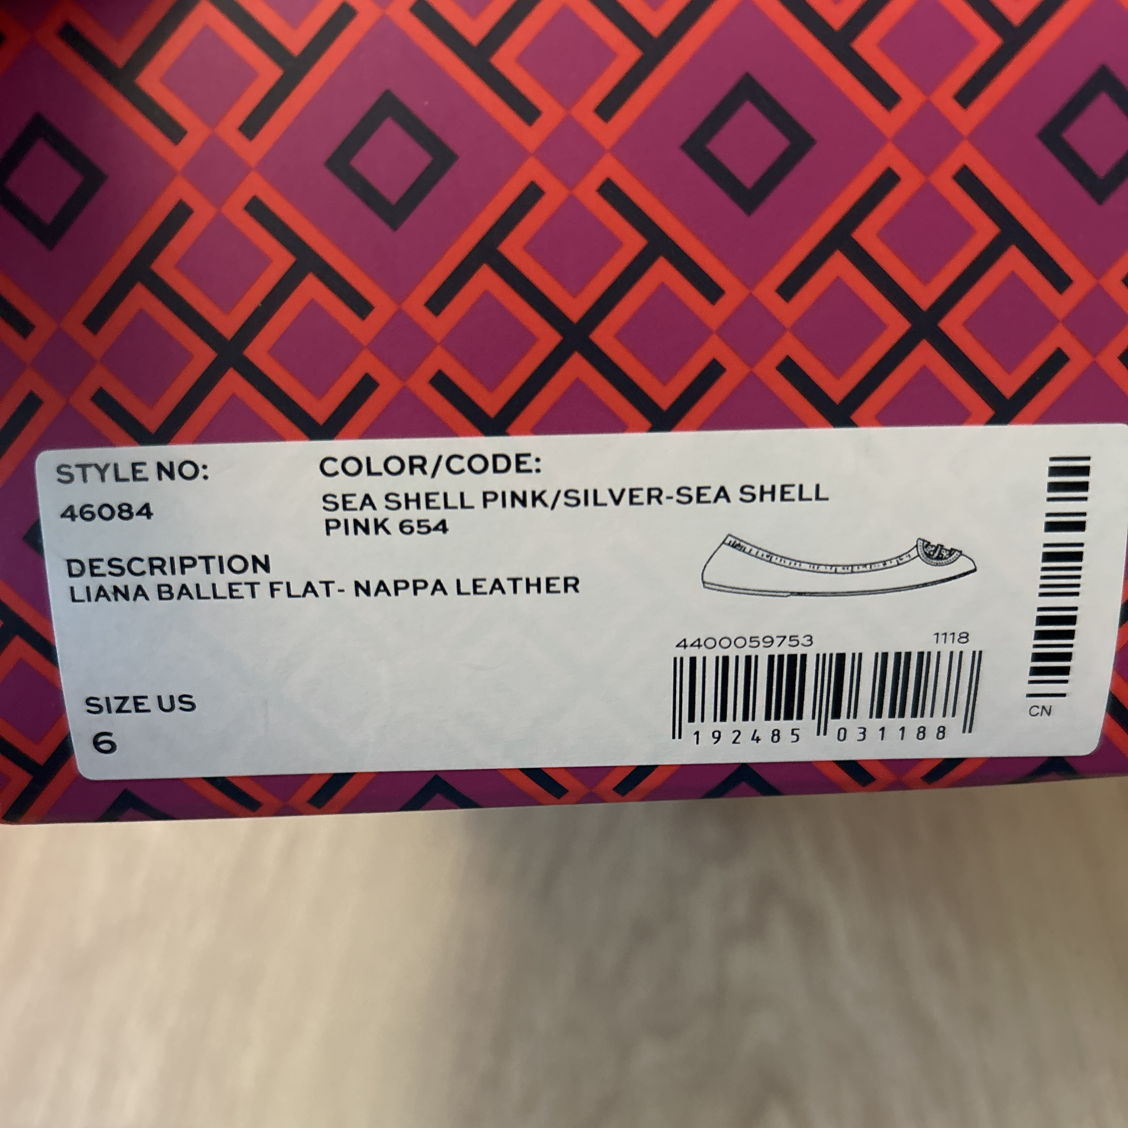 STYLE NO:
46084
COLOR/CODE:
SEA SHELL PINK/SILVER-SEA SHELL
PINK 654
DESCRIPTION
LIANA BALLET FLAT- NAPPA LEATHER
SIZE US
6
4400059753 1118
192485 031188
CN